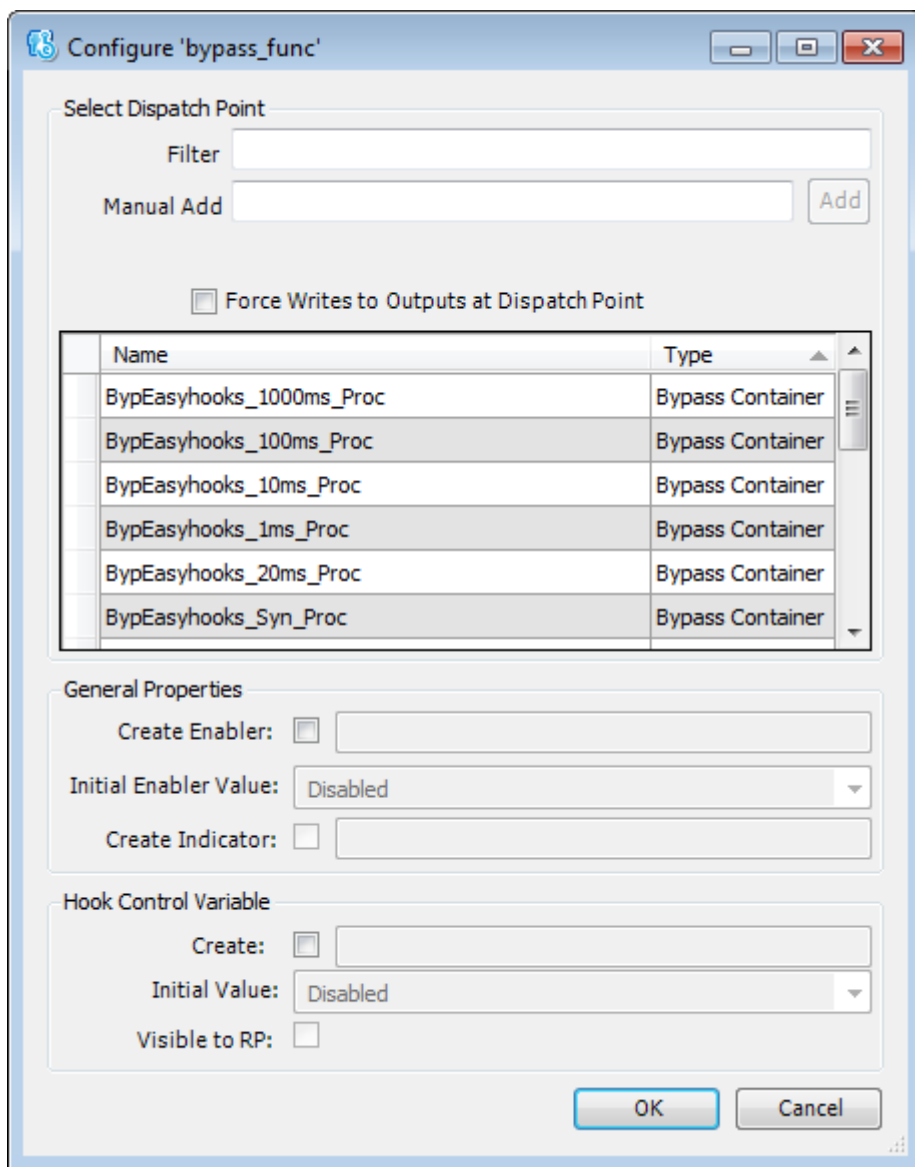 Configure 'bypass_func'
Select Dispatch Point
Filter
Manual Add Add
Force Writes to Outputs at Dispatch Point
Name Type
BypEasyhooks_1000ms_Proc Bypass Container
BypEasyhooks_100ms_Proc Bypass Container
BypEasyhooks_10ms_Proc Bypass Container
BypEasyhooks_1ms_Proc Bypass Container
BypEasyhooks_20ms_Proc Bypass Container
BypEasyhooks_Syn_Proc Bypass Container
General Properties
Create Enabler:
Initial Enabler Value: Disabled
Create Indicator:
Hook Control Variable
Create:
Initial Value: Disabled
Visible to RP:
OK Cancel